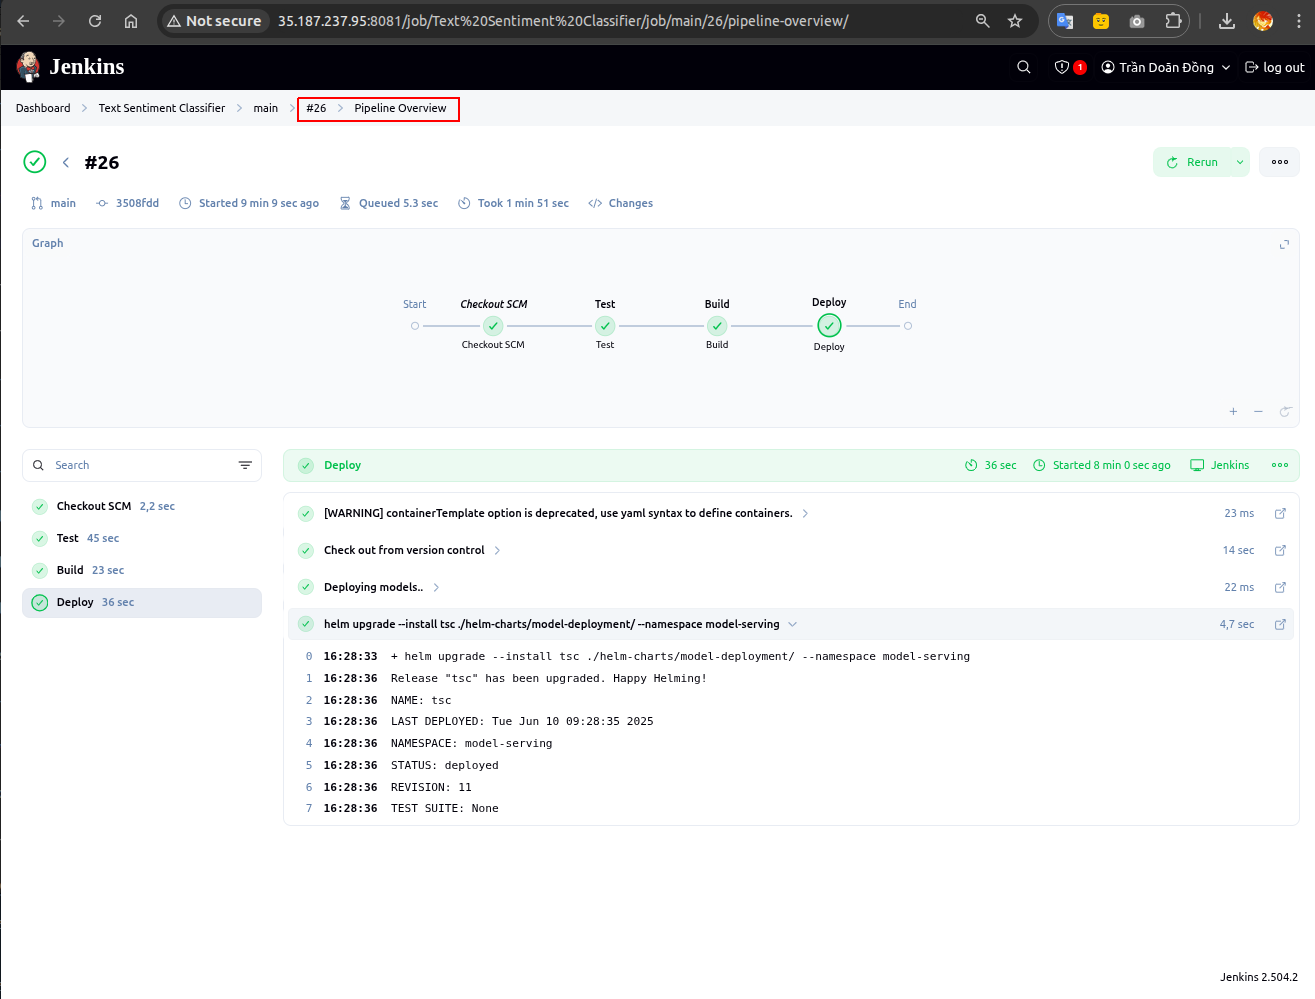 Not secure 35.187.237.95:8081/job/Text%20Sentiment%20Classifier/job/main/26/pipeline-overview/
Jenkins
1 Trần Doãn Đồng log out
Dashboard Text Sentiment Classifier main #26 Pipeline Overview
#26
Rerun
main 3508fdd Started 9 min 9 sec ago Queued 5.3 sec Took 1 min 51 sec Changes
Graph
Start Checkout SCM Test Build Deploy End
Checkout SCM Test Build Deploy
Search
Checkout SCM 2,2 sec
Test 45 sec
Build 23 sec
Deploy 36 sec
Deploy 36 sec Started 8 min 0 sec ago Jenkins
[WARNING] containerTemplate option is deprecated, use yaml syntax to define containers. 23 ms
Check out from version control 14 sec
Deploying models.. 22 ms
helm upgrade --install tsc ./helm-charts/model-deployment/ --namespace model-serving 4,7 sec
0 16:28:33 + helm upgrade --install tsc ./helm-charts/model-deployment/ --namespace model-serving
1 16:28:36 Release "tsc" has been upgraded. Happy Helming!
2 16:28:36 NAME: tsc
3 16:28:36 LAST DEPLOYED: Tue Jun 10 09:28:35 2025
4 16:28:36 NAMESPACE: model-serving
5 16:28:36 STATUS: deployed
6 16:28:36 REVISION: 11
7 16:28:36 TEST SUITE: None
Jenkins 2.504.2